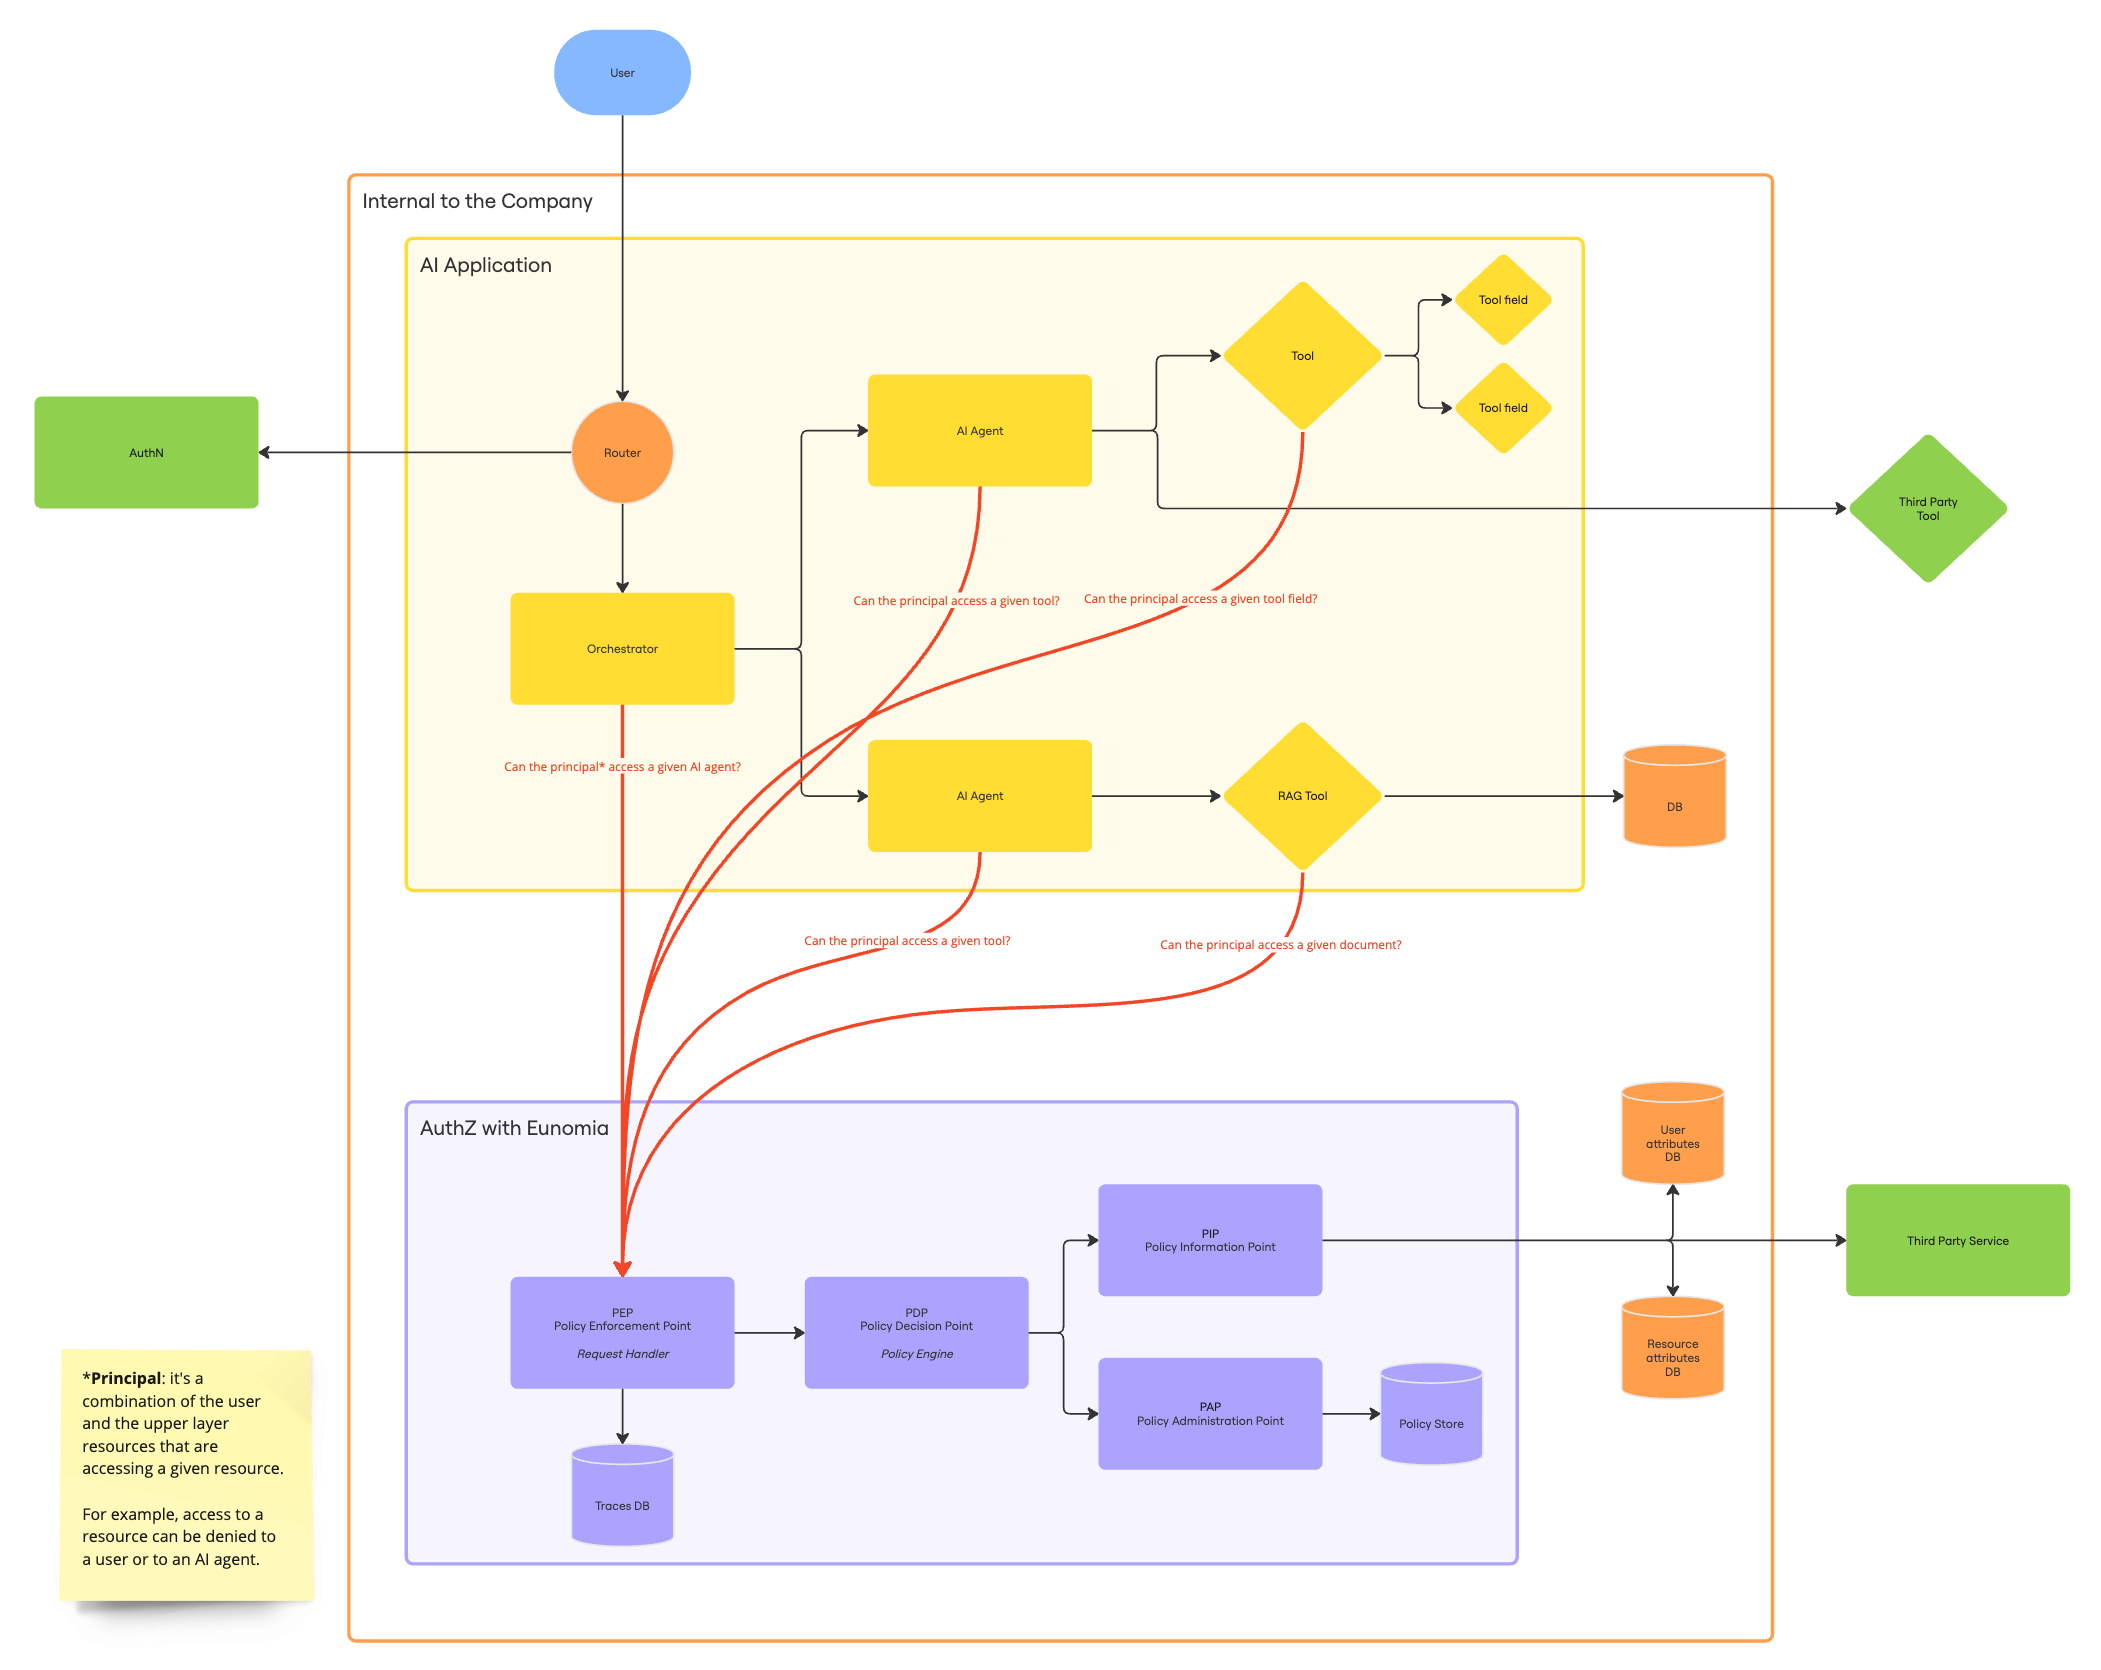 User
Internal to the Company
AI Application
Tool field
Tool
Tool field
AI Agent
AuthN
Router
Third Party
Tool
Can the principal access a given tool?
Can the principal access a given tool field?
Orchestrator
Can the principal* access a given AI agent?
AI Agent
RAG Tool
DB
Can the principal access a given tool?
Can the principal access a given document?
AuthZ with Eunomia
User
attributes
DB
PIP
Policy Information Point
Third Party Service
PEP
Policy Enforcement Point
Request Handler
PDP
Policy Decision Point
Policy Engine
Resource
attributes
DB
PAP
Policy Administration Point
Policy Store
Traces DB
*Principal: it's a
combination of the user
and the upper layer
resources that are
accessing a given resource.
For example, access to a
resource can be denied to
a user or to an AI agent.